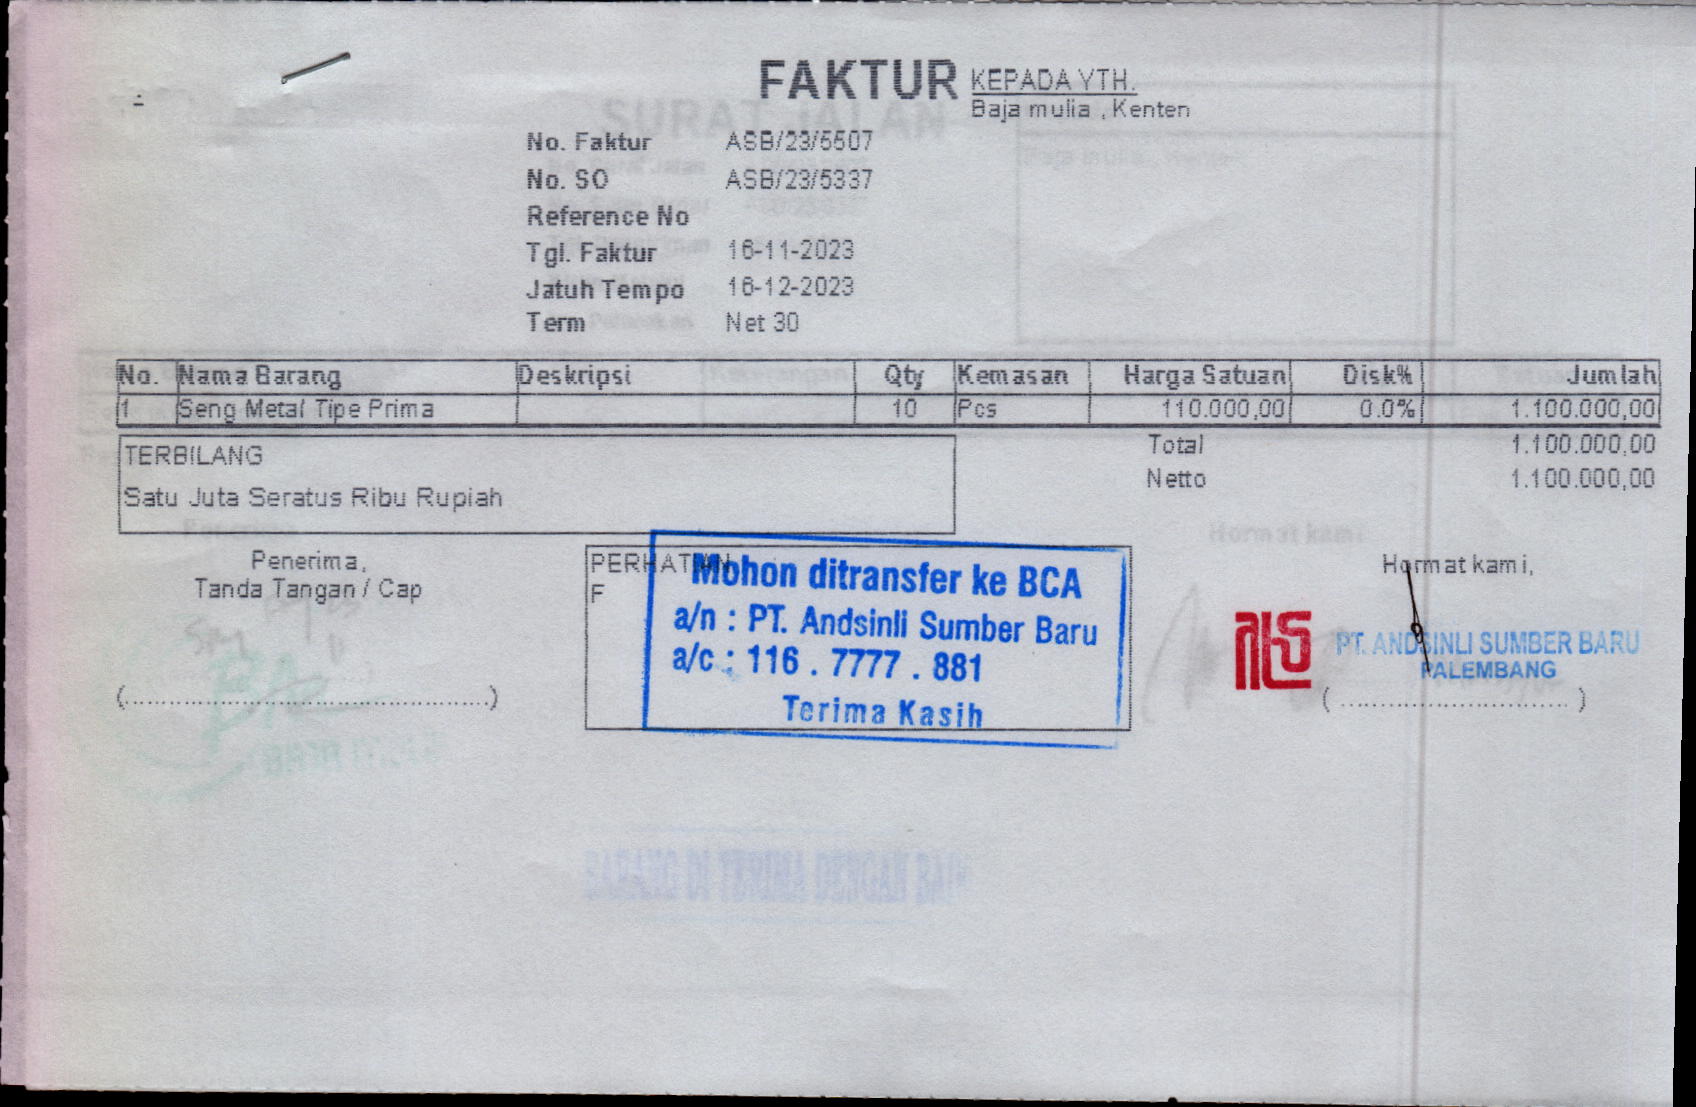 FAKTUR
KEPADA YTH.
Baja mulia , Kenten
SURAT JALAN
No. Faktur ASB/23/5507
No. SO ASB/23/5337
Reference No
Tgl. Faktur 16-11-2023
Jatuh Tempo 16-12-2023
Term Net 30
No. Nama Barang Deskripsi Qty Kemasan Harga Satuan Disk% Jumlah
1 Seng Metal Tipe Prima 10 Pcs 110.000,00 0.0% 1.100.000,00
Total 1.100.000,00
Netto 1.100.000,00
TERBILANG
Satu Juta Seratus Ribu Rupiah
Penerima,
Tanda Tangan / Cap
(..................................................)
PERHATIAN
F
Mohon ditransfer ke BCA
a/n : PT. Andsinli Sumber Baru
a/c : 116 . 7777 . 881
Terima Kasih
Hormat kami
Hormat kami,
PT. ANDSINLI SUMBER BARU
PALEMBANG
( .............................. )